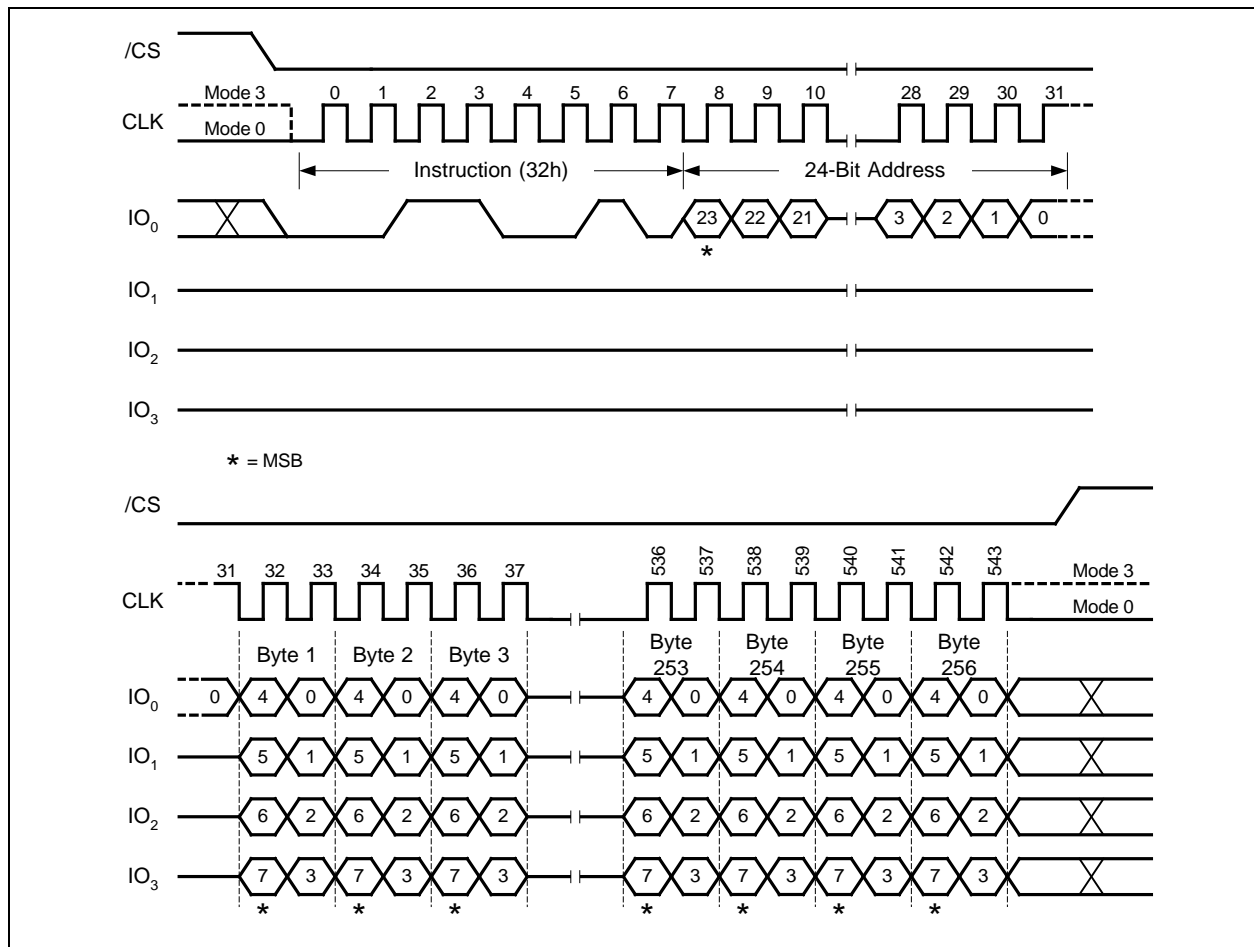 /CS
Mode 3 0 1 2 3 4 5 6 7 8 9 10 28 29 30 31
CLK
Mode 0
Instruction (32h) 24-Bit Address
IO0 23 22 21 3 2 1 0
*
IO1
IO2
IO3
* = MSB
/CS
31 32 33 34 35 36 37 536 537 538 539 540 541 542 543 Mode 3
CLK
Mode 0
Byte 1 Byte 2 Byte 3 Byte 253 Byte 254 Byte 255 Byte 256
IO0 0 4 0 4 0 4 0 4 0 4 0 4 0 4 0
IO1 5 1 5 1 5 1 5 1 5 1 5 1 5 1
IO2 6 2 6 2 6 2 6 2 6 2 6 2 6 2
IO3 7 3 7 3 7 3 7 3 7 3 7 3 7 3
* * * * * * *